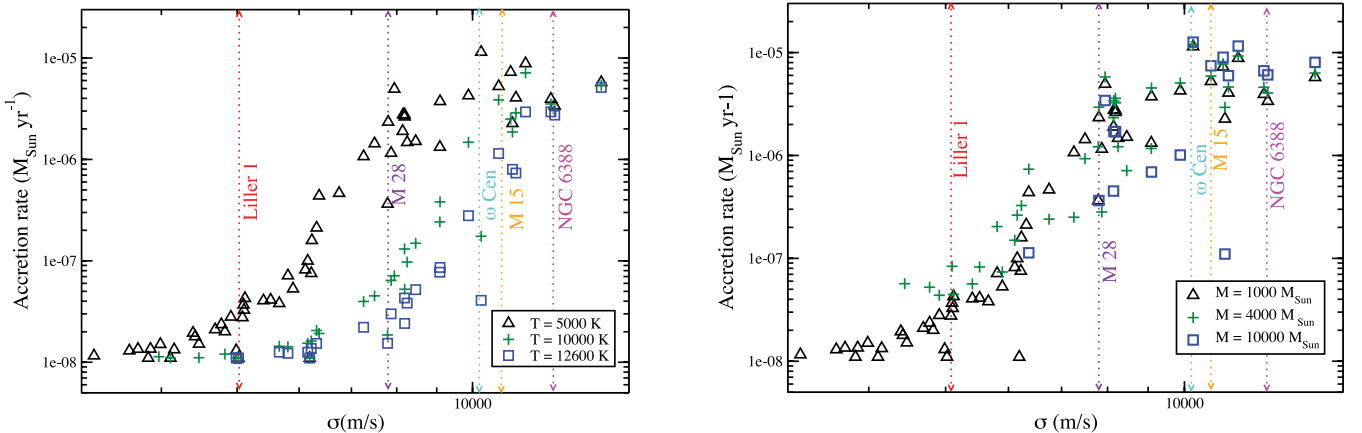 Accretion rate (M_Sun yr^-1)
1e-05
1e-06
1e-07
1e-08
Liller 1
M 28
ω Cen
M 15
NGC 6388
T = 5000 K
T = 10000 K
T = 12600 K
10000
σ(m/s)
Accretion rate (M_Sun yr-1)
1e-05
1e-06
1e-07
1e-08
Liller 1
M 28
ω Cen
M 15
NGC 6388
M = 1000 M_Sun
M = 4000 M_Sun
M = 10000 M_Sun
10000
σ (m/s)